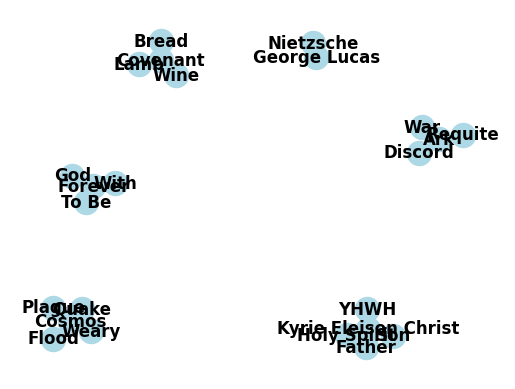 Bread
Covenant
Lamb
Wine
Nietzsche
George Lucas
War
Requite
Ark
Discord
God
With
Forever
To Be
Plague
Quake
Cosmos
Weary
Flood
YHWH
Kyrie Eleison Christ
Holy Spirit
Son
Father